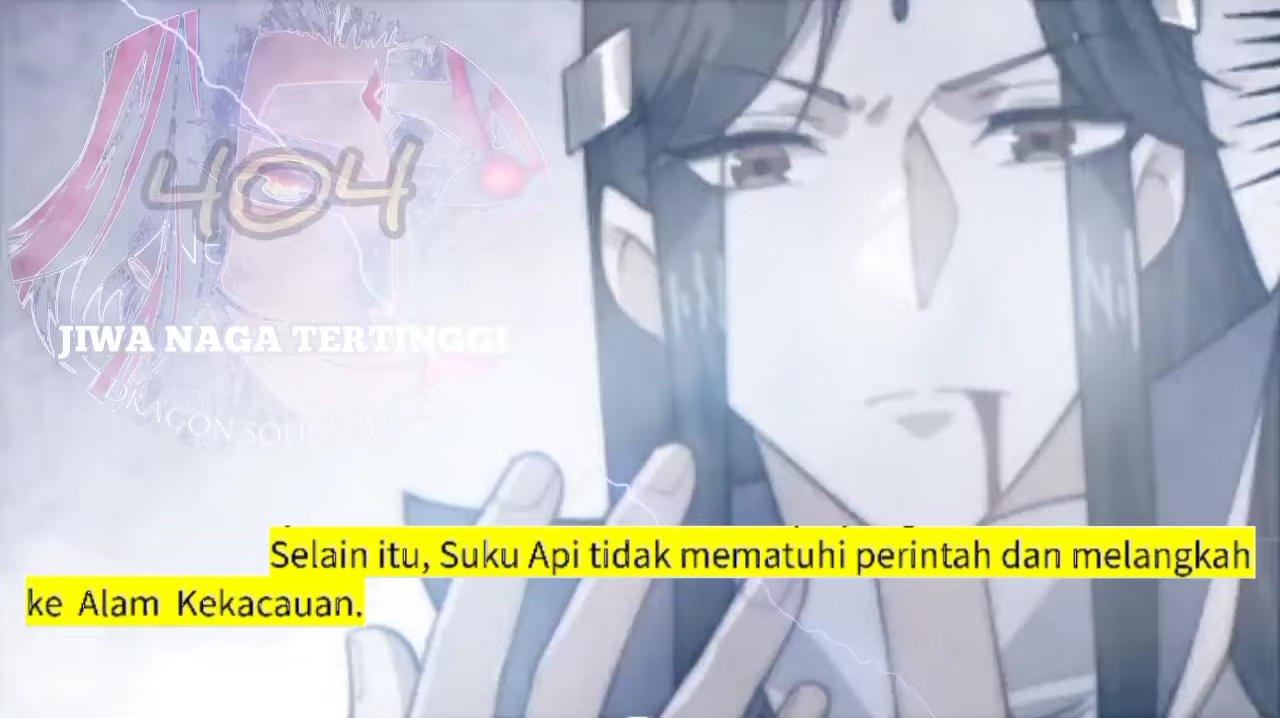 404
JIWA NAGA TERTINGGI
DRAGON SOUL
Selain itu, Suku Api tidak mematuhi perintah dan melangkah
ke Alam Kekacauan.